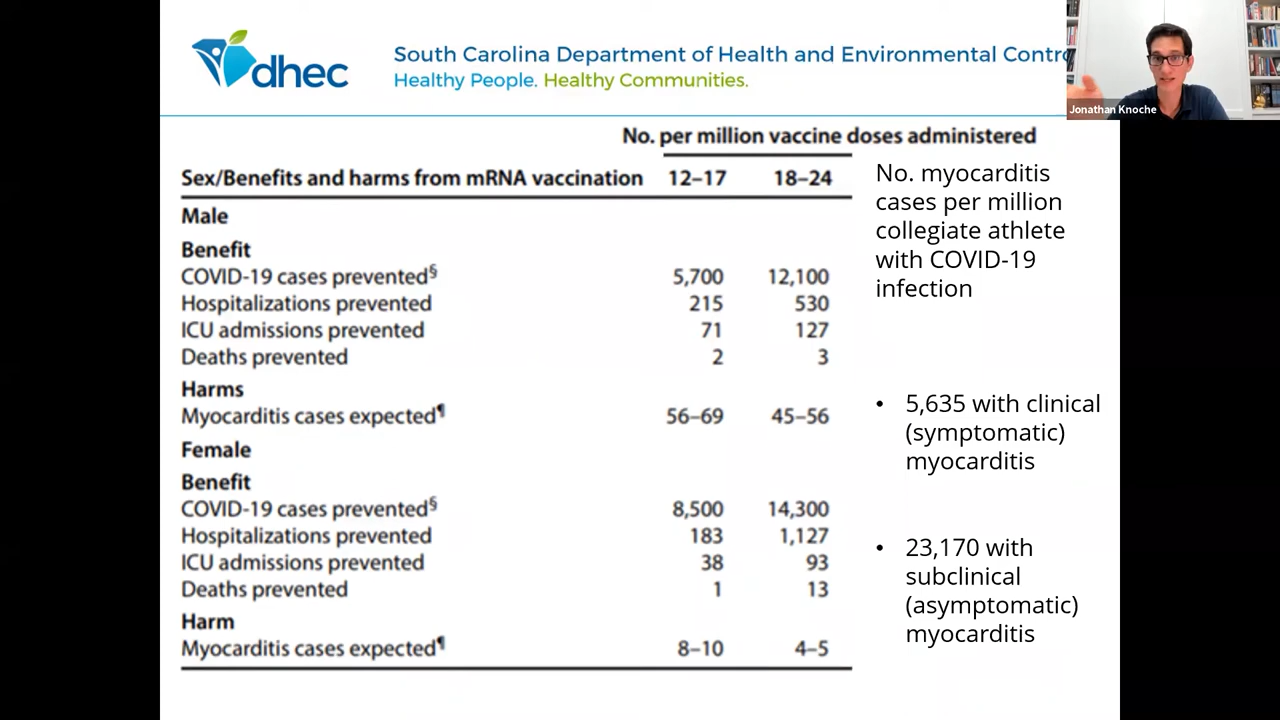 dhec
South Carolina Department of Health and Environmental Contro
Healthy People. Healthy Communities.
Jonathan Knoche
No. per million vaccine doses administered
Sex/Benefits and harms from mRNA vaccination 12–17 18–24
Male
Benefit
COVID-19 cases prevented§ 5,700 12,100
Hospitalizations prevented 215 530
ICU admissions prevented 71 127
Deaths prevented 2 3
Harms
Myocarditis cases expected¶ 56–69 45–56
Female
Benefit
COVID-19 cases prevented§ 8,500 14,300
Hospitalizations prevented 183 1,127
ICU admissions prevented 38 93
Deaths prevented 1 13
Harm
Myocarditis cases expected¶ 8–10 4–5
No. myocarditis
cases per million
collegiate athlete
with COVID-19
infection
• 5,635 with clinical
(symptomatic)
myocarditis
• 23,170 with
subclinical
(asymptomatic)
myocarditis